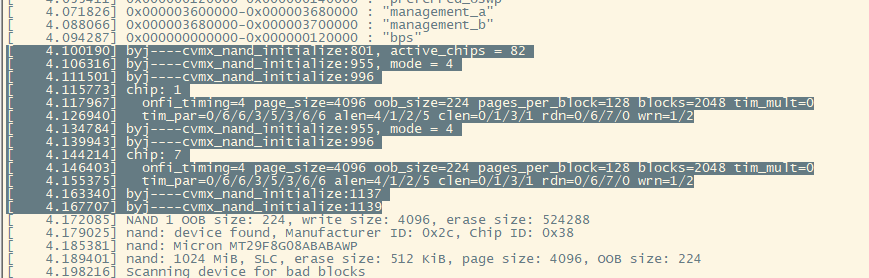 4.071826] 0x000003600000-0x000003680000 : "management_a"
4.088066] 0x000003680000-0x000003700000 : "management_b"
4.094287] 0x000000000000-0x000000120000 : "bps"
[    4.100190] byj----cvmx_nand_initialize:801, active_chips = 82
[    4.106316] byj----cvmx_nand_initialize:955, mode = 4
[    4.111501] byj----cvmx_nand_initialize:996
[    4.115773] chip: 1
[    4.117967]   onfi_timing=4 page_size=4096 oob_size=224 pages_per_block=128 blocks=2048 tim_mult=0
[    4.126940]   tim_par=0/6/6/3/5/3/6/6 alen=4/1/2/5 clen=0/1/3/1 rdn=0/6/7/0 wrn=1/2
[    4.134784] byj----cvmx_nand_initialize:955, mode = 4
[    4.139943] byj----cvmx_nand_initialize:996
[    4.144214] chip: 7
[    4.146403]   onfi_timing=4 page_size=4096 oob_size=224 pages_per_block=128 blocks=2048 tim_mult=0
[    4.155375]   tim_par=0/6/6/3/5/3/6/6 alen=4/1/2/5 clen=0/1/3/1 rdn=0/6/7/0 wrn=1/2
[    4.163340] byj----cvmx_nand_initialize:1137
[    4.167707] byj----cvmx_nand_initialize:1139
[    4.172085] NAND 1 OOB size: 224, write size: 4096, erase size: 524288
[    4.179025] nand: device found, Manufacturer ID: 0x2c, Chip ID: 0x38
[    4.185381] nand: Micron MT29F8G08ABABAWP
[    4.189401] nand: 1024 MiB, SLC, erase size: 512 KiB, page size: 4096, OOB size: 224
[    4.198216] Scanning device for bad blocks